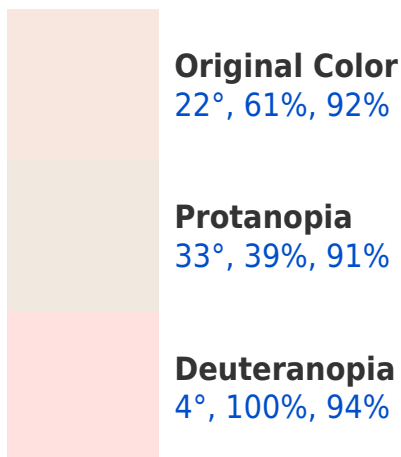 Original Color
22°, 61%, 92%
Protanopia
33°, 39%, 91%
Deuteranopia
4°, 100%, 94%